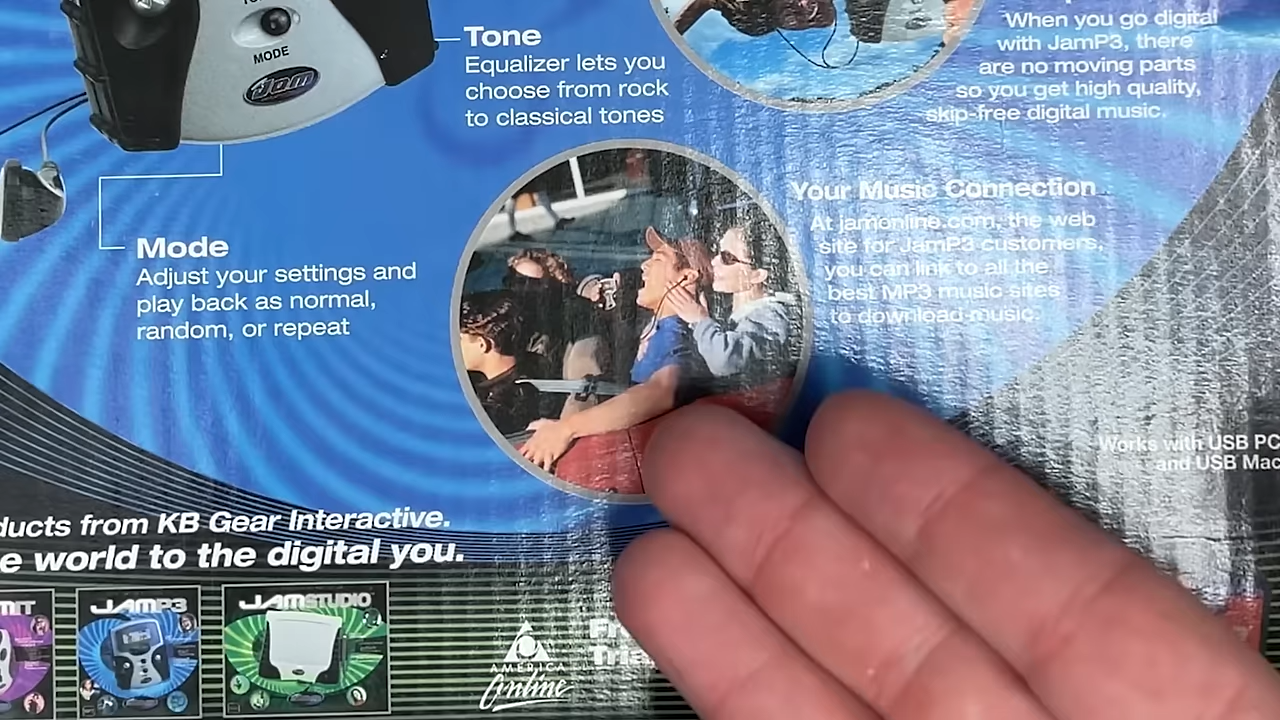 MODE
Jam
Tone
Equalizer lets you
choose from rock
to classical tones
When you go digital
with JamP3, there
are no moving parts
so you get high quality,
skip-free digital music.
Your Music Connection
At jamonline.com, the web
site for JamP3 customers,
you can link to all the
best MP3 music sites
to download music.
Mode
Adjust your settings and
play back as normal,
random, or repeat
Works with USB PC
and USB Mac
ducts from KB Gear Interactive.
e world to the digital you.
MIT
JAMP3
JAMSTUDIO
AMERICA
Online